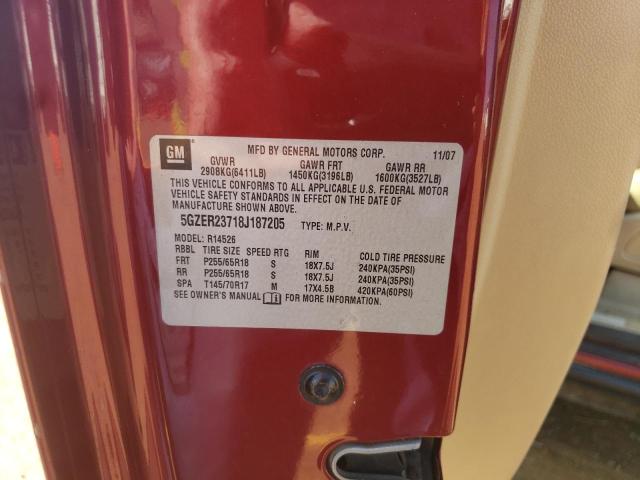 GM
MFD BY GENERAL MOTORS CORP. 11/07
GVWR GAWR FRT GAWR RR
2908KG(6411LB) 1450KG(3196LB) 1600KG(3527LB)
THIS VEHICLE CONFORMS TO ALL APPLICABLE U.S. FEDERAL MOTOR
VEHICLE SAFETY STANDARDS IN EFFECT ON THE DATE OF
MANUFACTURE SHOWN ABOVE.
5GZER23718J187205 TYPE: M.P.V.
MODEL: R14526
RBBL TIRE SIZE SPEED RTG RIM COLD TIRE PRESSURE
FRT P255/65R18 S 18X7.5J 240KPA(35PSI)
RR P255/65R18 S 18X7.5J 240KPA(35PSI)
SPA T145/70R17 M 17X4.5B 420KPA(60PSI)
SEE OWNER'S MANUAL FOR MORE INFORMATION.